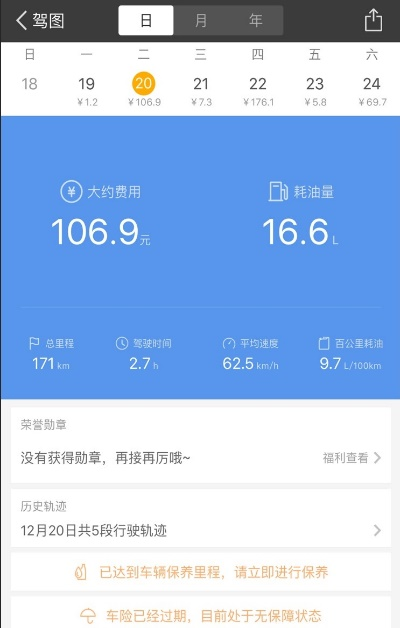 驾图
日 月 年
日 一 二 三 四 五 六
18 19 20 21 22 23 24
¥1.2 ¥106.9 ¥7.3 ¥176.1 ¥5.8 ¥69.7
¥ 大约费用 耗油量
106.9元 16.6 L
总里程 驾驶时间 平均速度 百公里耗油
171 km 2.7 h 62.5 km/h 9.7 L/100km
荣誉勋章
没有获得勋章，再接再厉哦~ 福利查看
历史轨迹
12月20日共5段行驶轨迹
已达到车辆保养里程，请立即进行保养
车险已经过期，目前处于无保障状态